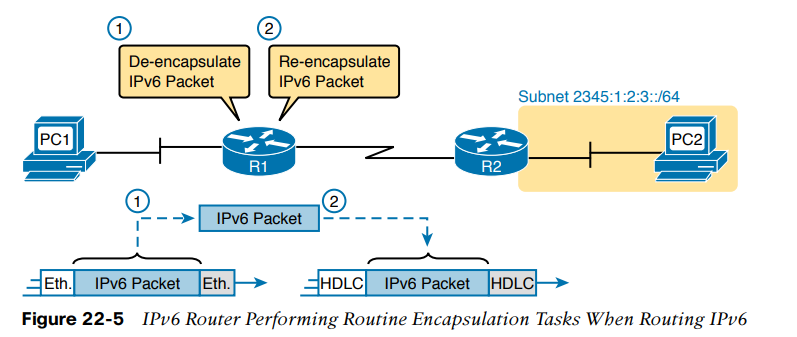 1
2
De-encapsulate
IPv6 Packet
Re-encapsulate
IPv6 Packet
Subnet 2345:1:2:3::/64
PC1
R1
R2
PC2
1
2
IPv6 Packet
Eth. IPv6 Packet Eth.
HDLC IPv6 Packet HDLC
Figure 22-5 IPv6 Router Performing Routine Encapsulation Tasks When Routing IPv6